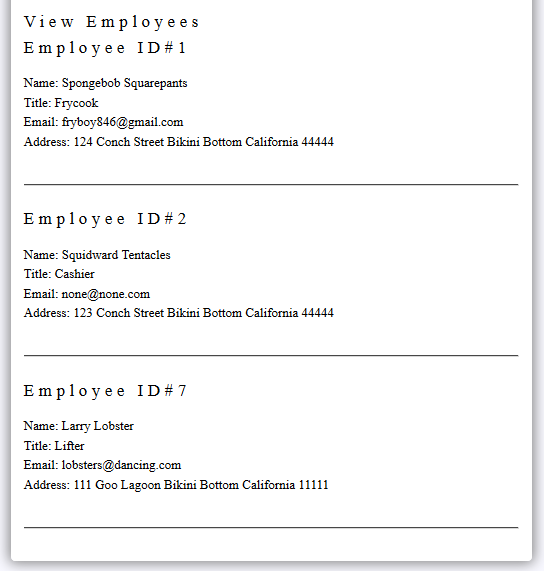 View Employees
Employee ID#1
Name: Spongebob Squarepants
Title: Frycook
Email: fryboy846@gmail.com
Address: 124 Conch Street Bikini Bottom California 44444
Employee ID#2
Name: Squidward Tentacles
Title: Cashier
Email: none@none.com
Address: 123 Conch Street Bikini Bottom California 44444
Employee ID#7
Name: Larry Lobster
Title: Lifter
Email: lobsters@dancing.com
Address: 111 Goo Lagoon Bikini Bottom California 11111